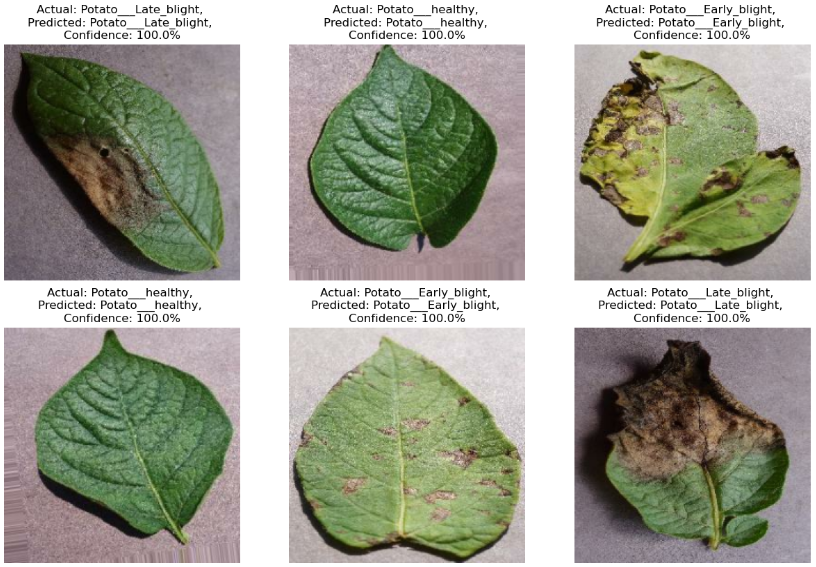 Actual: Potato___Late_blight,
Predicted: Potato___Late_blight,
Confidence: 100.0%
Actual: Potato___healthy,
Predicted: Potato___healthy,
Confidence: 100.0%
Actual: Potato___Early_blight,
Predicted: Potato___Early_blight,
Confidence: 100.0%
Actual: Potato___healthy,
Predicted: Potato___healthy,
Confidence: 100.0%
Actual: Potato___Early_blight,
Predicted: Potato___Early_blight,
Confidence: 100.0%
Actual: Potato___Late_blight,
Predicted: Potato___Late_blight,
Confidence: 100.0%